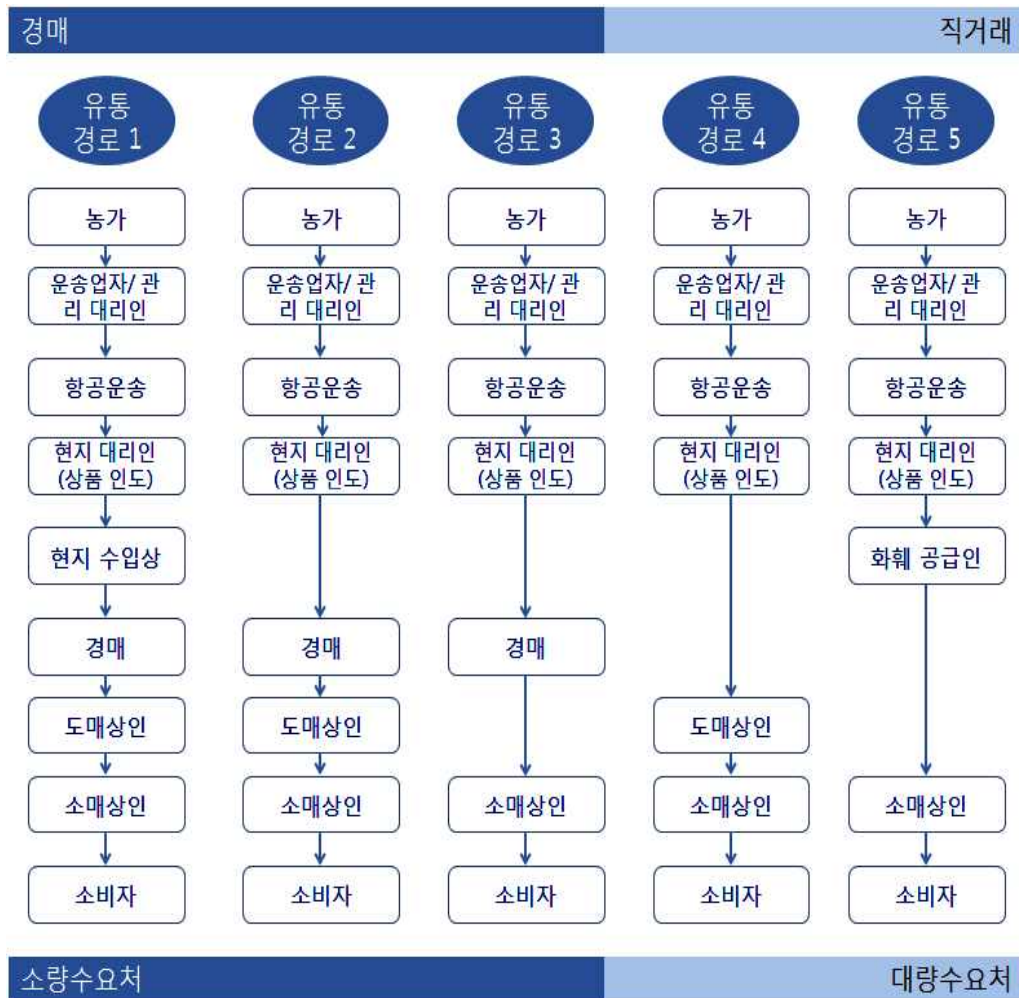 경매
직거래
유통
경로 1
유통
경로 2
유통
경로 3
유통
경로 4
유통
경로 5
농가
농가
농가
농가
농가
운송업자/ 관
리 대리인
운송업자/ 관
리 대리인
운송업자/ 관
리 대리인
운송업자/ 관
리 대리인
운송업자/ 관
리 대리인
항공운송
항공운송
항공운송
항공운송
항공운송
현지 대리인
(상품 인도)
현지 대리인
(상품 인도)
현지 대리인
(상품 인도)
현지 대리인
(상품 인도)
현지 대리인
(상품 인도)
현지 수입상
화훼 공급인
경매
경매
경매
도매상인
도매상인
도매상인
소매상인
소매상인
소매상인
소매상인
소매상인
소비자
소비자
소비자
소비자
소비자
소량수요처
대량수요처